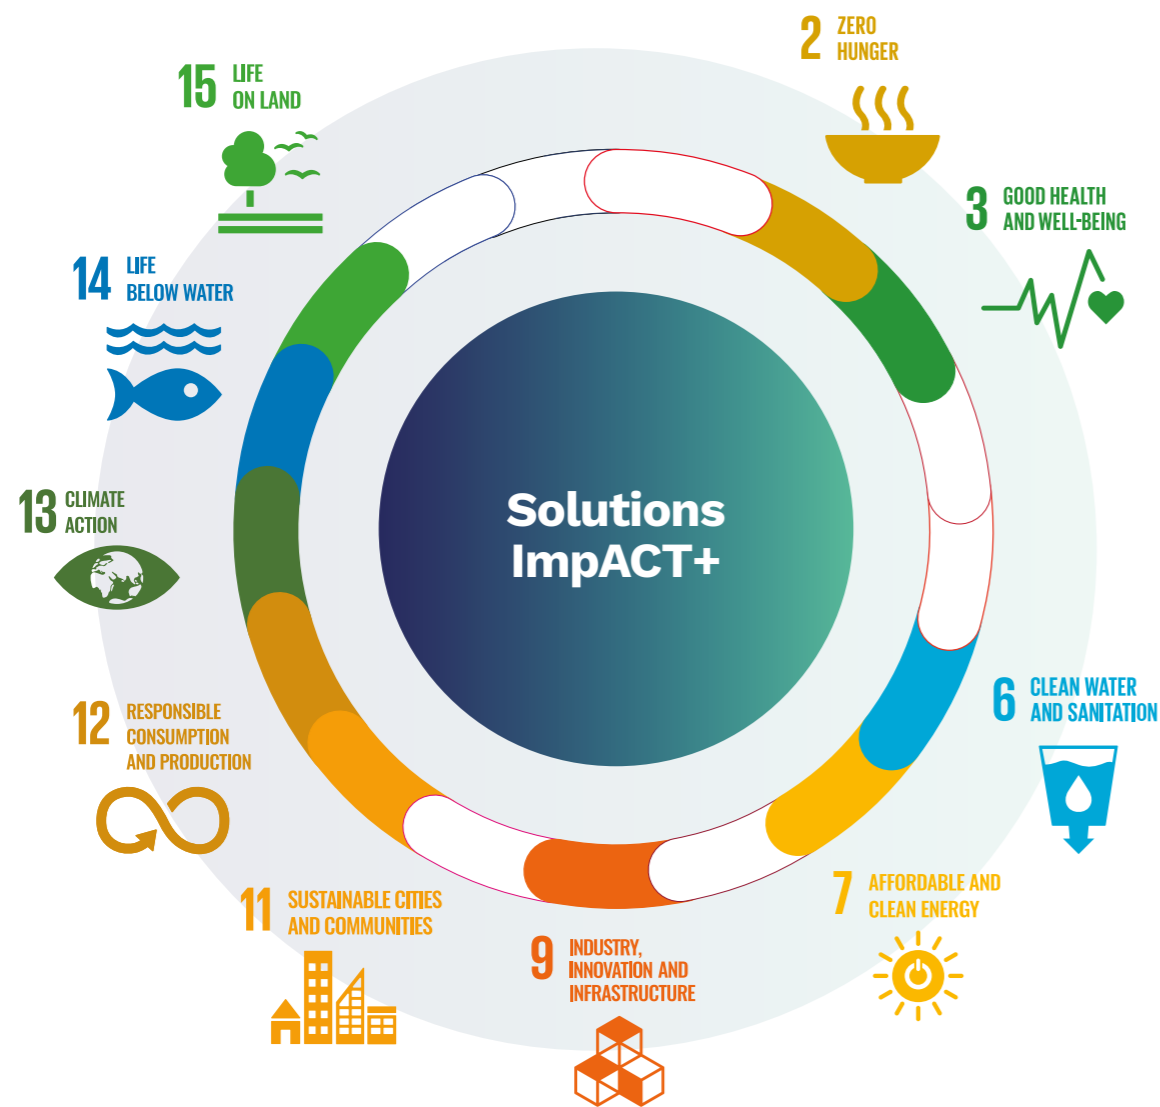 2 ZERO
HUNGER
3 GOOD HEALTH
AND WELL-BEING
6 CLEAN WATER
AND SANITATION
7 AFFORDABLE AND
CLEAN ENERGY
9 INDUSTRY,
INNOVATION AND
INFRASTRUCTURE
11 SUSTAINABLE CITIES
AND COMMUNITIES
12 RESPONSIBLE
CONSUMPTION
AND PRODUCTION
13 CLIMATE
ACTION
14 LIFE
BELOW WATER
15 LIFE
ON LAND
Solutions
ImpACT+